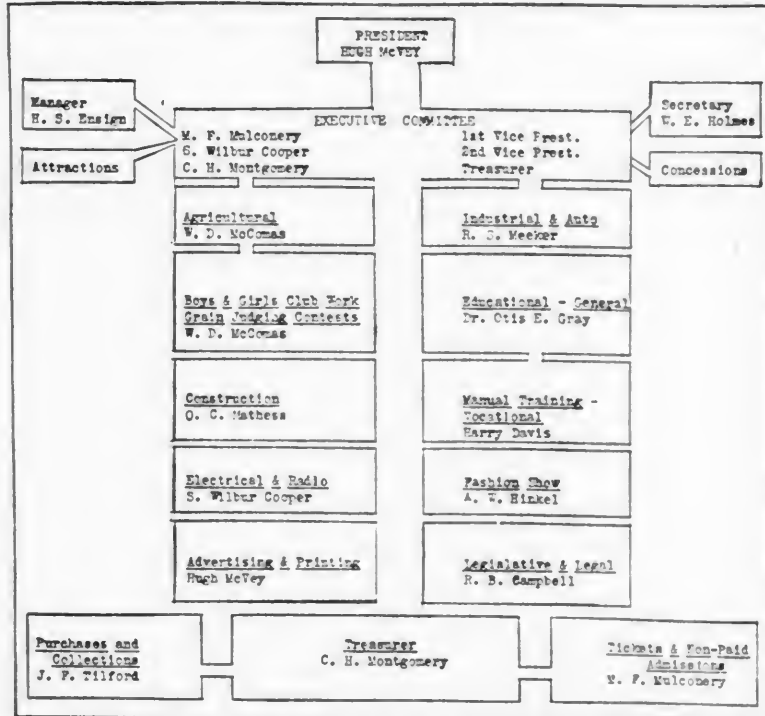 PRESIDENT
HUGH McVEY
Manager
H. S. Ensign
Secretary
W. E. Holmes
EXECUTIVE COMMITTEE
M. F. Mulconery
S. Wilbur Cooper
C. H. Montgomery
1st Vice Prest.
2nd Vice Prest.
Treasurer
Attractions
Concessions
Agricultural
W. D. McComas
Industrial & Auto
R. S. Meeker
Boys & Girls Club Work
Grain Judging Contests
W. D. McComas
Educational - General
Dr. Otis E. Gray
Construction
O. C. Mathess
Manual Training -
Vocational
Harry Davis
Electrical & Radio
S. Wilbur Cooper
Fashion Show
A. W. Hinkel
Advertising & Printing
Hugh McVey
Legislative & Legal
R. B. Campbell
Purchases and
Collections
J. F. Tilford
Treasurer
C. H. Montgomery
Tickets & Non-Paid
Admissions
M. F. Mulconery